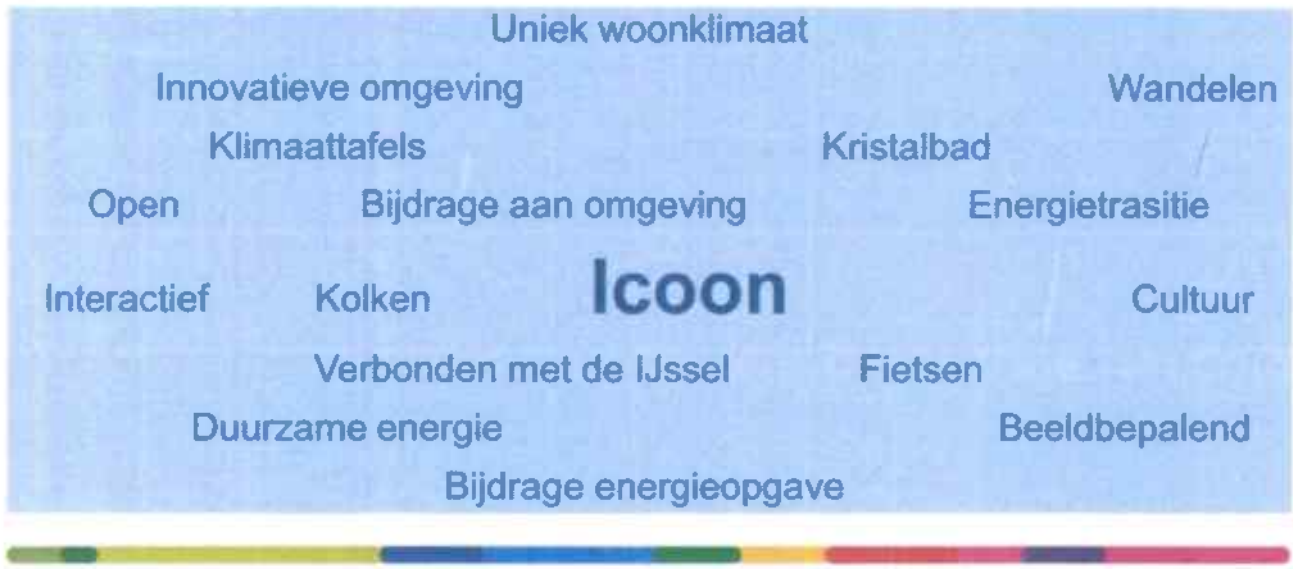 Uniek woonklimaat
Innovatieve omgeving Wandelen
Klimaattafels Kristalbad
Open Bijdrage aan omgeving Energietrasitie
Interactief Kolken Icoon Cultuur
Verbonden met de IJssel Fietsen
Duurzame energie Beeldbepalend
Bijdrage energieopgave